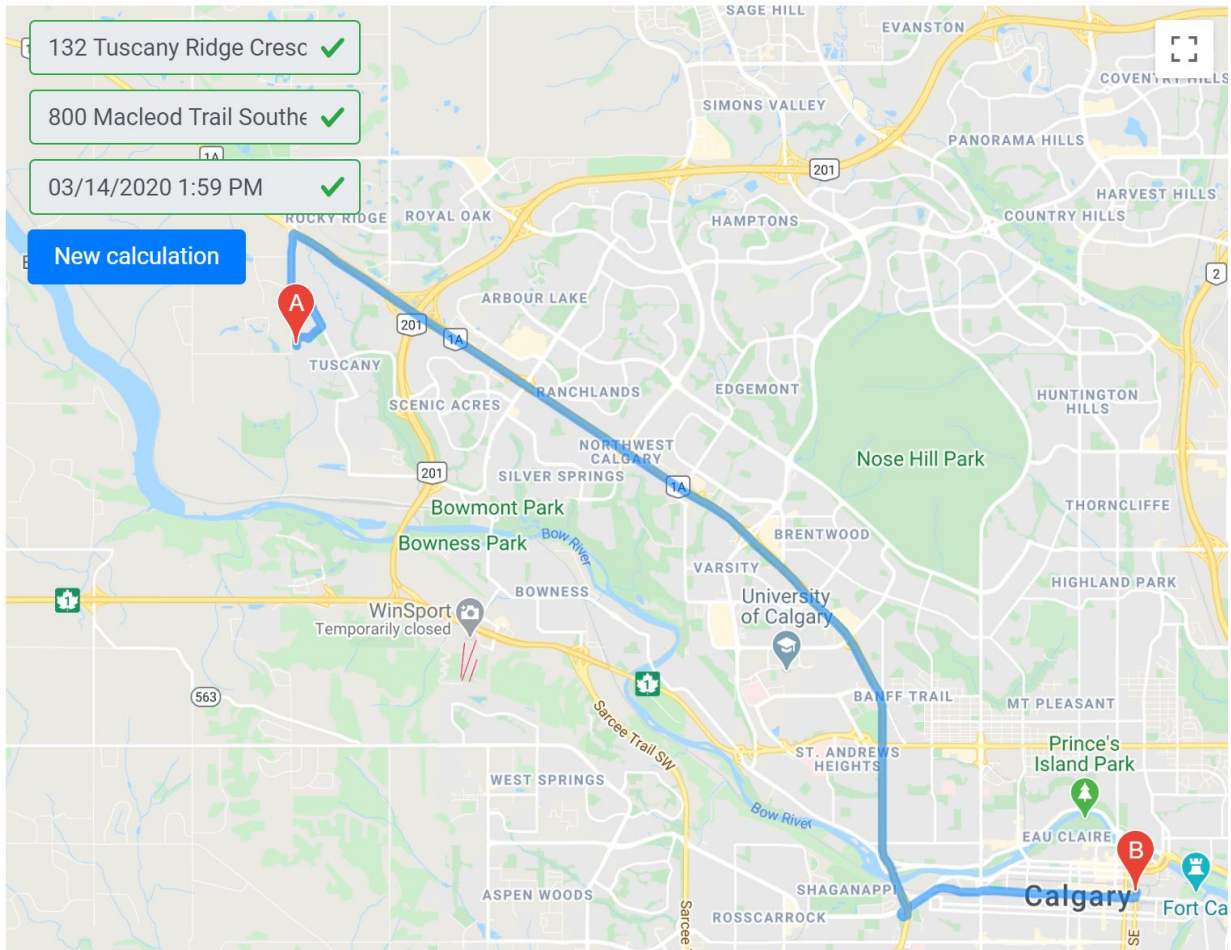 132 Tuscany Ridge Cresc
800 Macleod Trail Southe
03/14/2020 1:59 PM
New calculation
SAGE HILL
EVANSTON
COVENTRY HILLS
SIMONS VALLEY
PANORAMA HILLS
1A
201
HARVEST HILLS
ROCKY RIDGE
ROYAL OAK
HAMPTONS
COUNTRY HILLS
2
A
ARBOUR LAKE
201
1A
TUSCANY
RANCHLANDS
EDGEMONT
HUNTINGTON
HILLS
SCENIC ACRES
NORTHWEST
CALGARY
Nose Hill Park
201
SILVER SPRINGS
1A
Bowmont Park
THORNCLIFFE
Bowness Park
Bow River
BRENTWOOD
VARSITY
HIGHLAND PARK
1
BOWNESS
University
of Calgary
WinSport
Temporarily closed
1
563
BANFF TRAIL
MT PLEASANT
Sarcee Trail SW
ST. ANDREWS
HEIGHTS
Prince's
Island Park
WEST SPRINGS
Bow River
EAU CLAIRE
B
ASPEN WOODS
SHAGANAPPI
Calgary
Fort Ca
ROSSCARROCK
Sarcee
SE